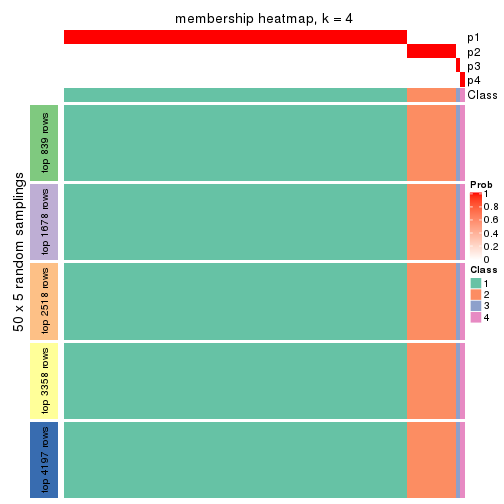 membership heatmap, k = 4
p1
p2
p3
p4
Class
50 x 5 random samplings
top 839 rows
top 1678 rows
top 2518 rows
top 3358 rows
top 4197 rows
Prob
1
0.8
0.6
0.4
0.2
0
Class
1
2
3
4